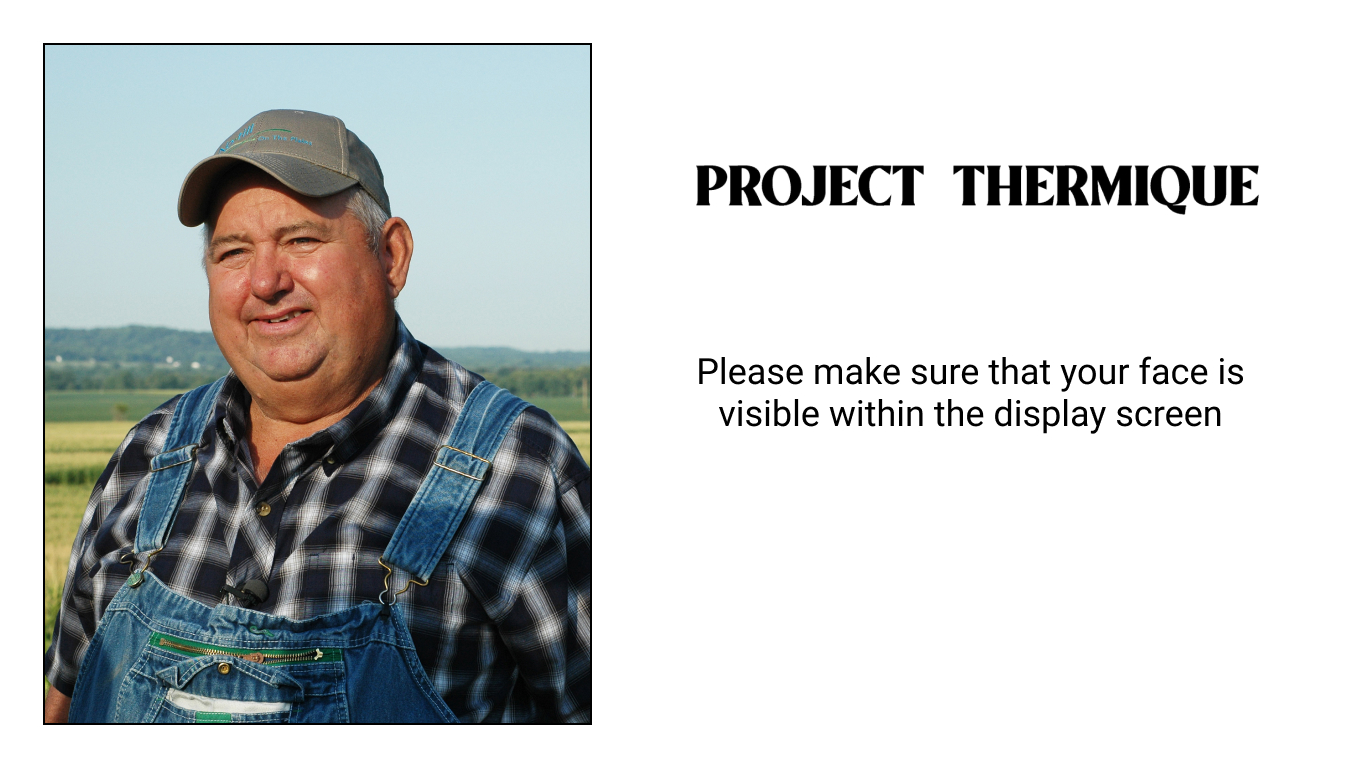 PROJECT THERMIQUE
Please make sure that your face is
visible within the display screen